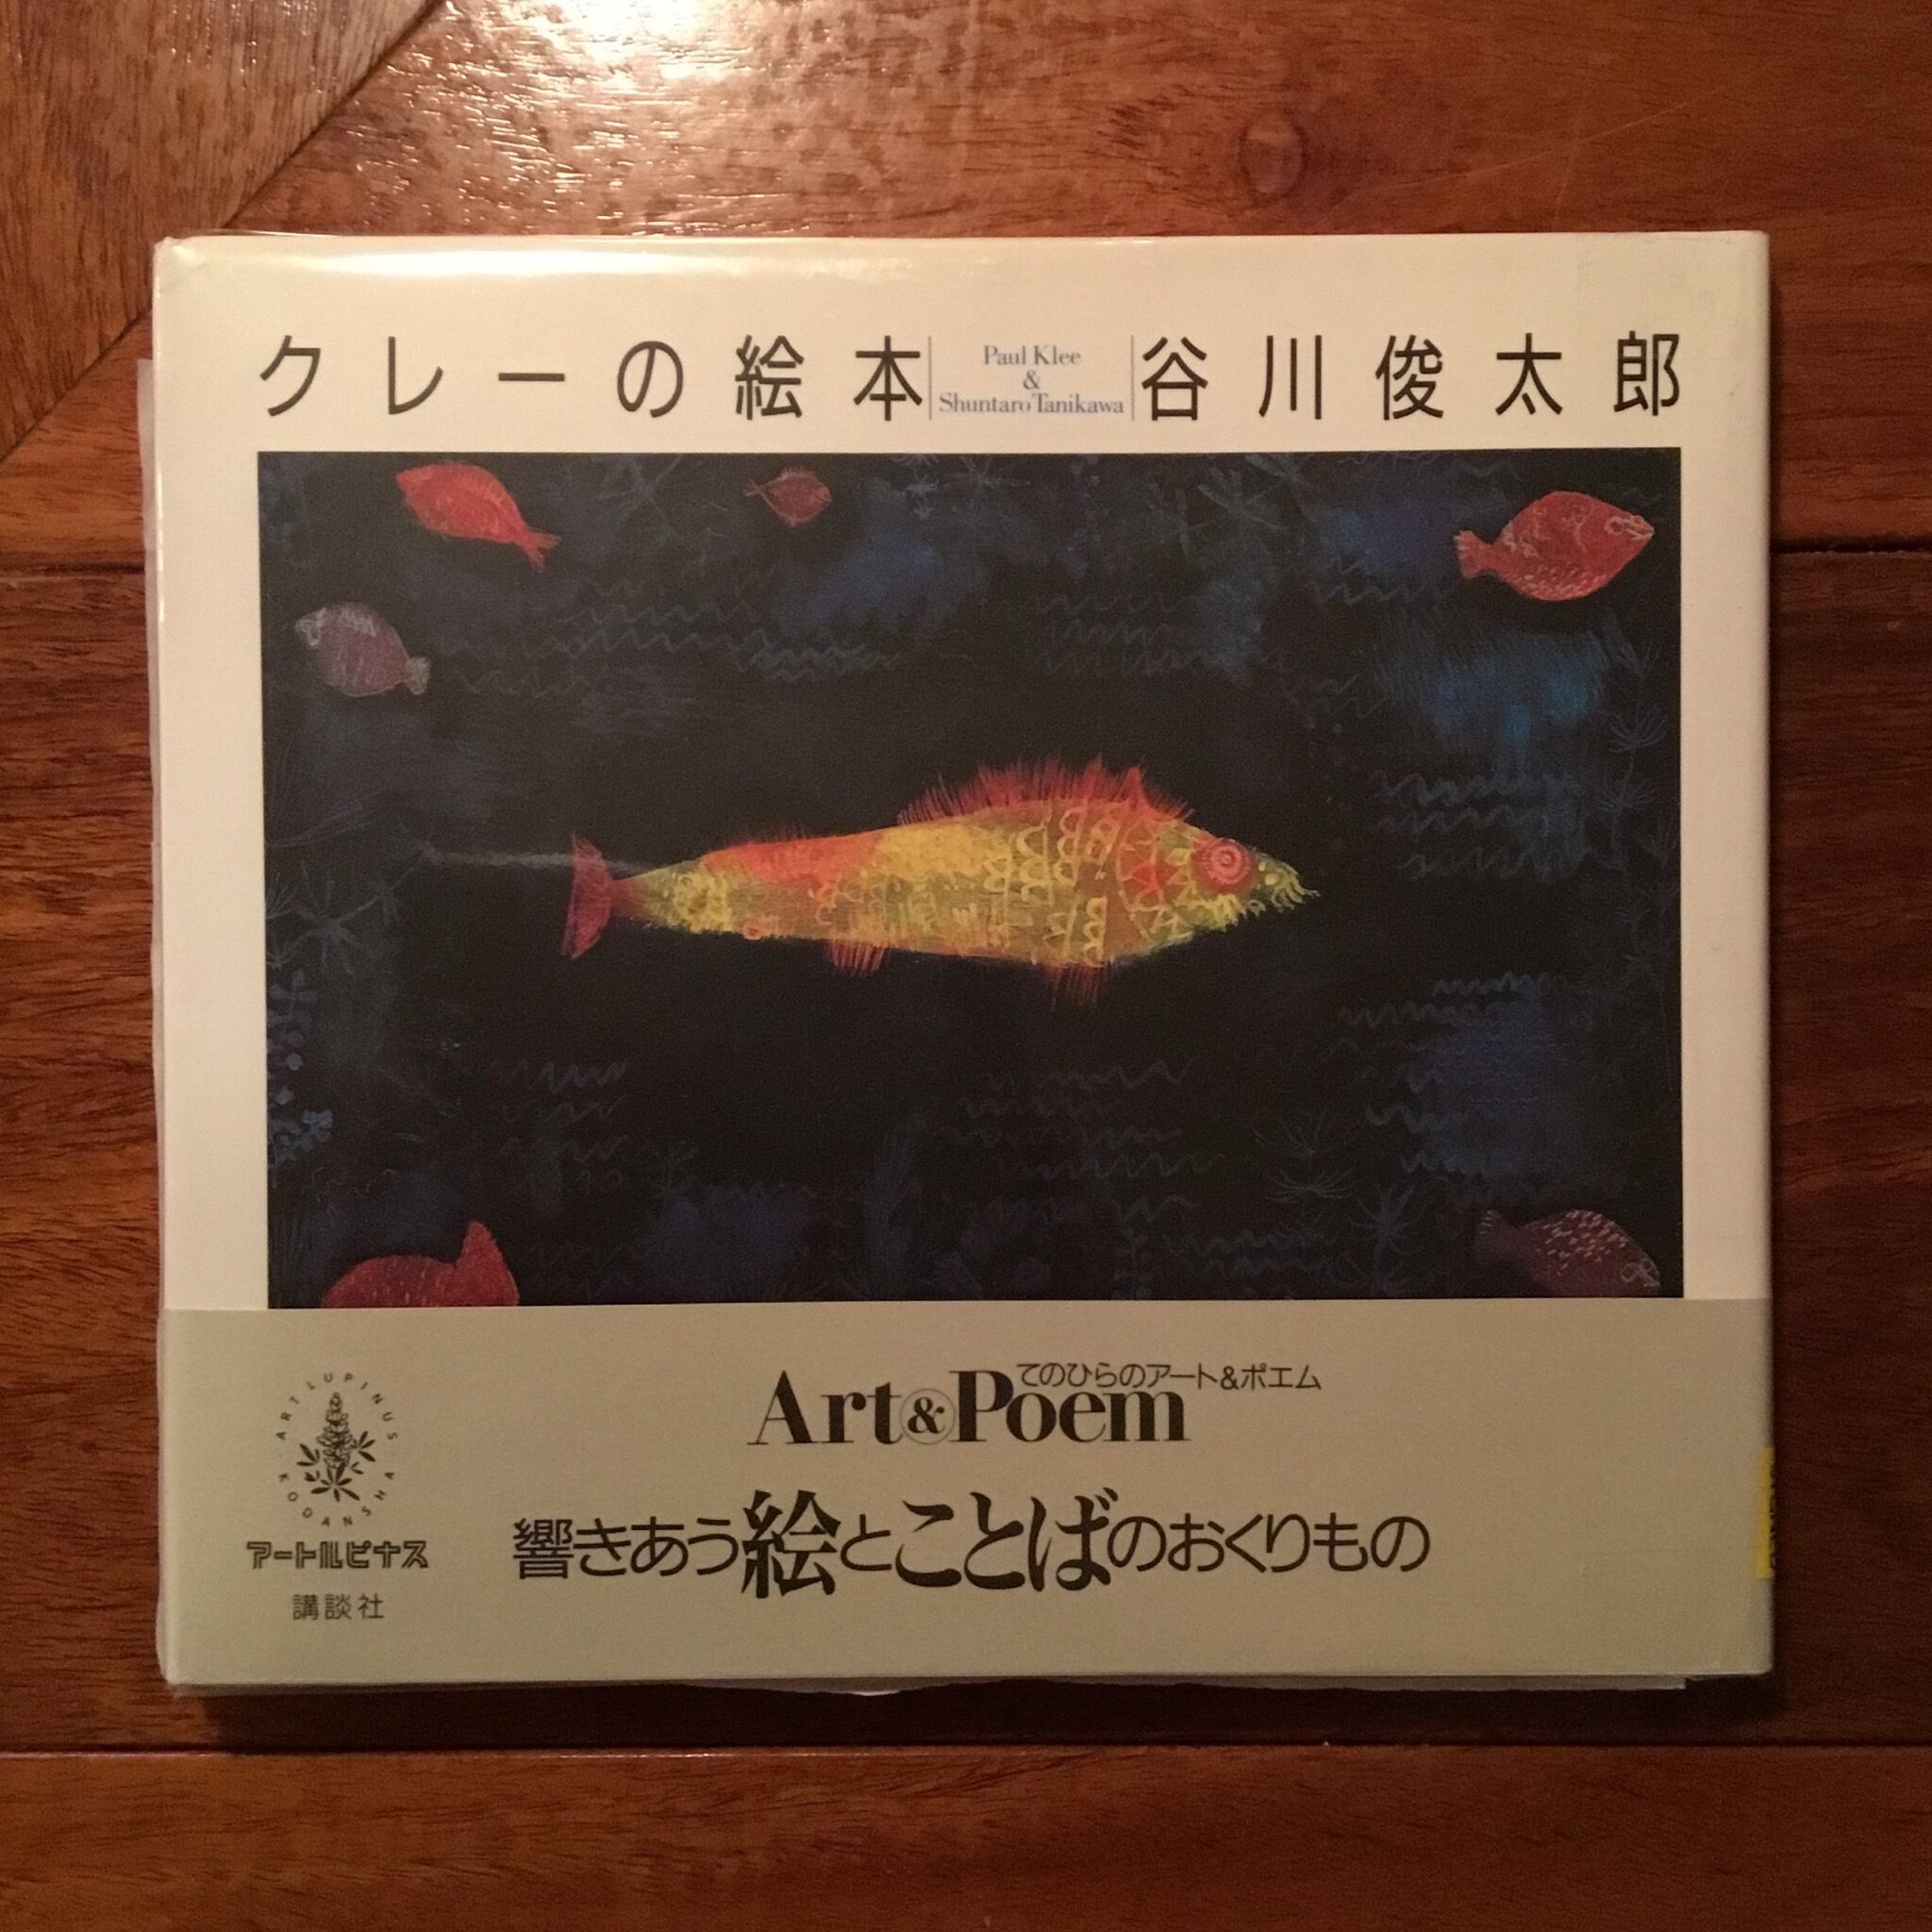 クレーの絵本
Paul Klee
&
Shuntaro Tanikawa
谷川俊太郎
てのひらのアート&ポエム
Art&Poem
響きあう絵とことばのおくりもの
ART LUPINUS
KODANSHA
アートルピナス
講談社